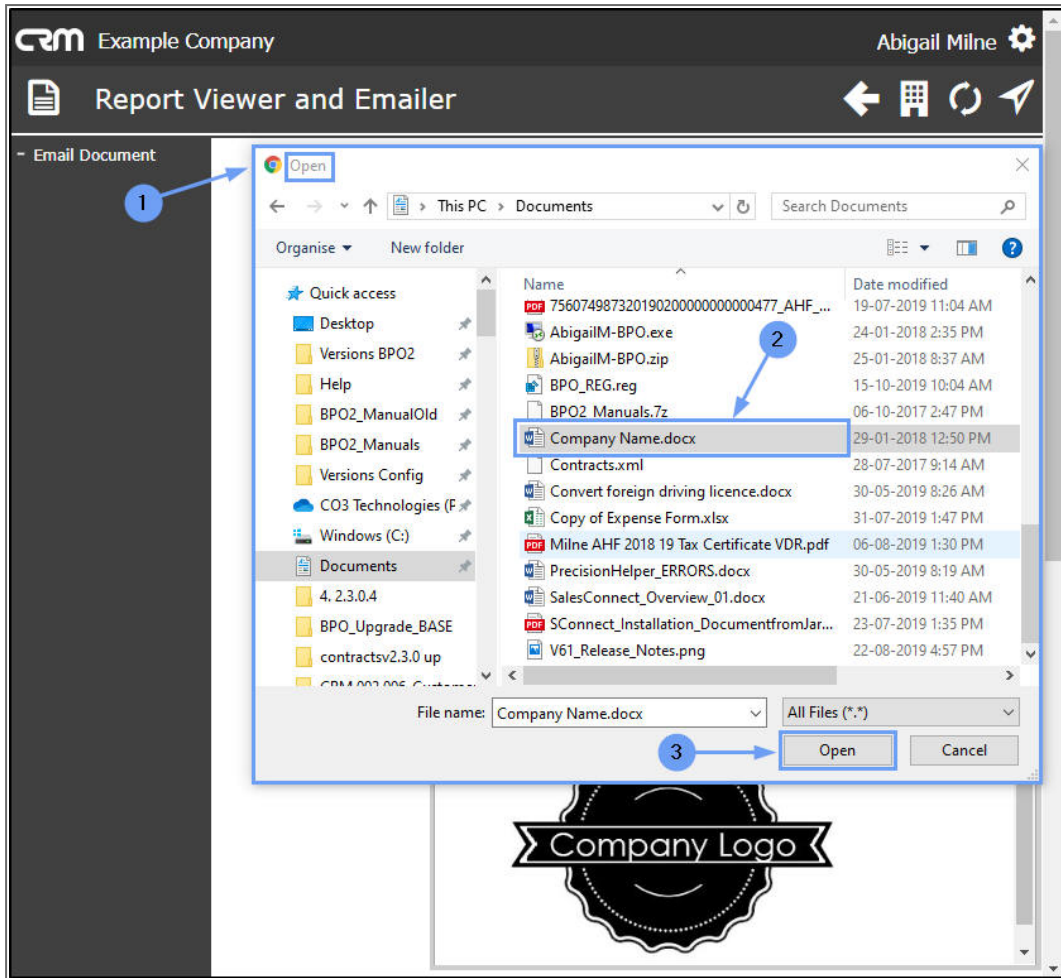 CRM Example Company
Abigail Milne
Report Viewer and Emailer
- Email Document
1
Open
This PC > Documents
Search Documents
Organise
New folder
?
Quick access
Desktop
Versions BPO2
Help
BPO2_ManualOld
BPO2_Manuals
Versions Config
CO3 Technologies (F
Windows (C:)
Documents
4. 2.3.0.4
BPO_Upgrade_BASE
contractsv2.3.0 up
Name Date modified
PDF 75607498732019020000000000477_AHF_... 19-07-2019 11:04 AM
AbigailM-BPO.exe 24-01-2018 2:35 PM
2
AbigailM-BPO.zip 25-01-2018 8:37 AM
BPO_REG.reg 15-10-2019 10:04 AM
BPO2_Manuals.7z 06-10-2017 2:47 PM
Company Name.docx 29-01-2018 12:50 PM
Contracts.xml 28-07-2017 9:14 AM
Convert foreign driving licence.docx 30-05-2019 8:26 AM
Copy of Expense Form.xlsx 31-07-2019 1:47 PM
PDF Milne AHF 2018 19 Tax Certificate VDR.pdf 06-08-2019 1:30 PM
PrecisionHelper_ERRORS.docx 30-05-2019 8:19 AM
SalesConnect_Overview_01.docx 21-06-2019 11:40 AM
PDF SConnect_Installation_DocumentfromJar... 23-07-2019 1:35 PM
V61_Release_Notes.png 22-08-2019 4:57 PM
File name: Company Name.docx
All Files (*.*)
3
Open
Cancel
Company Logo